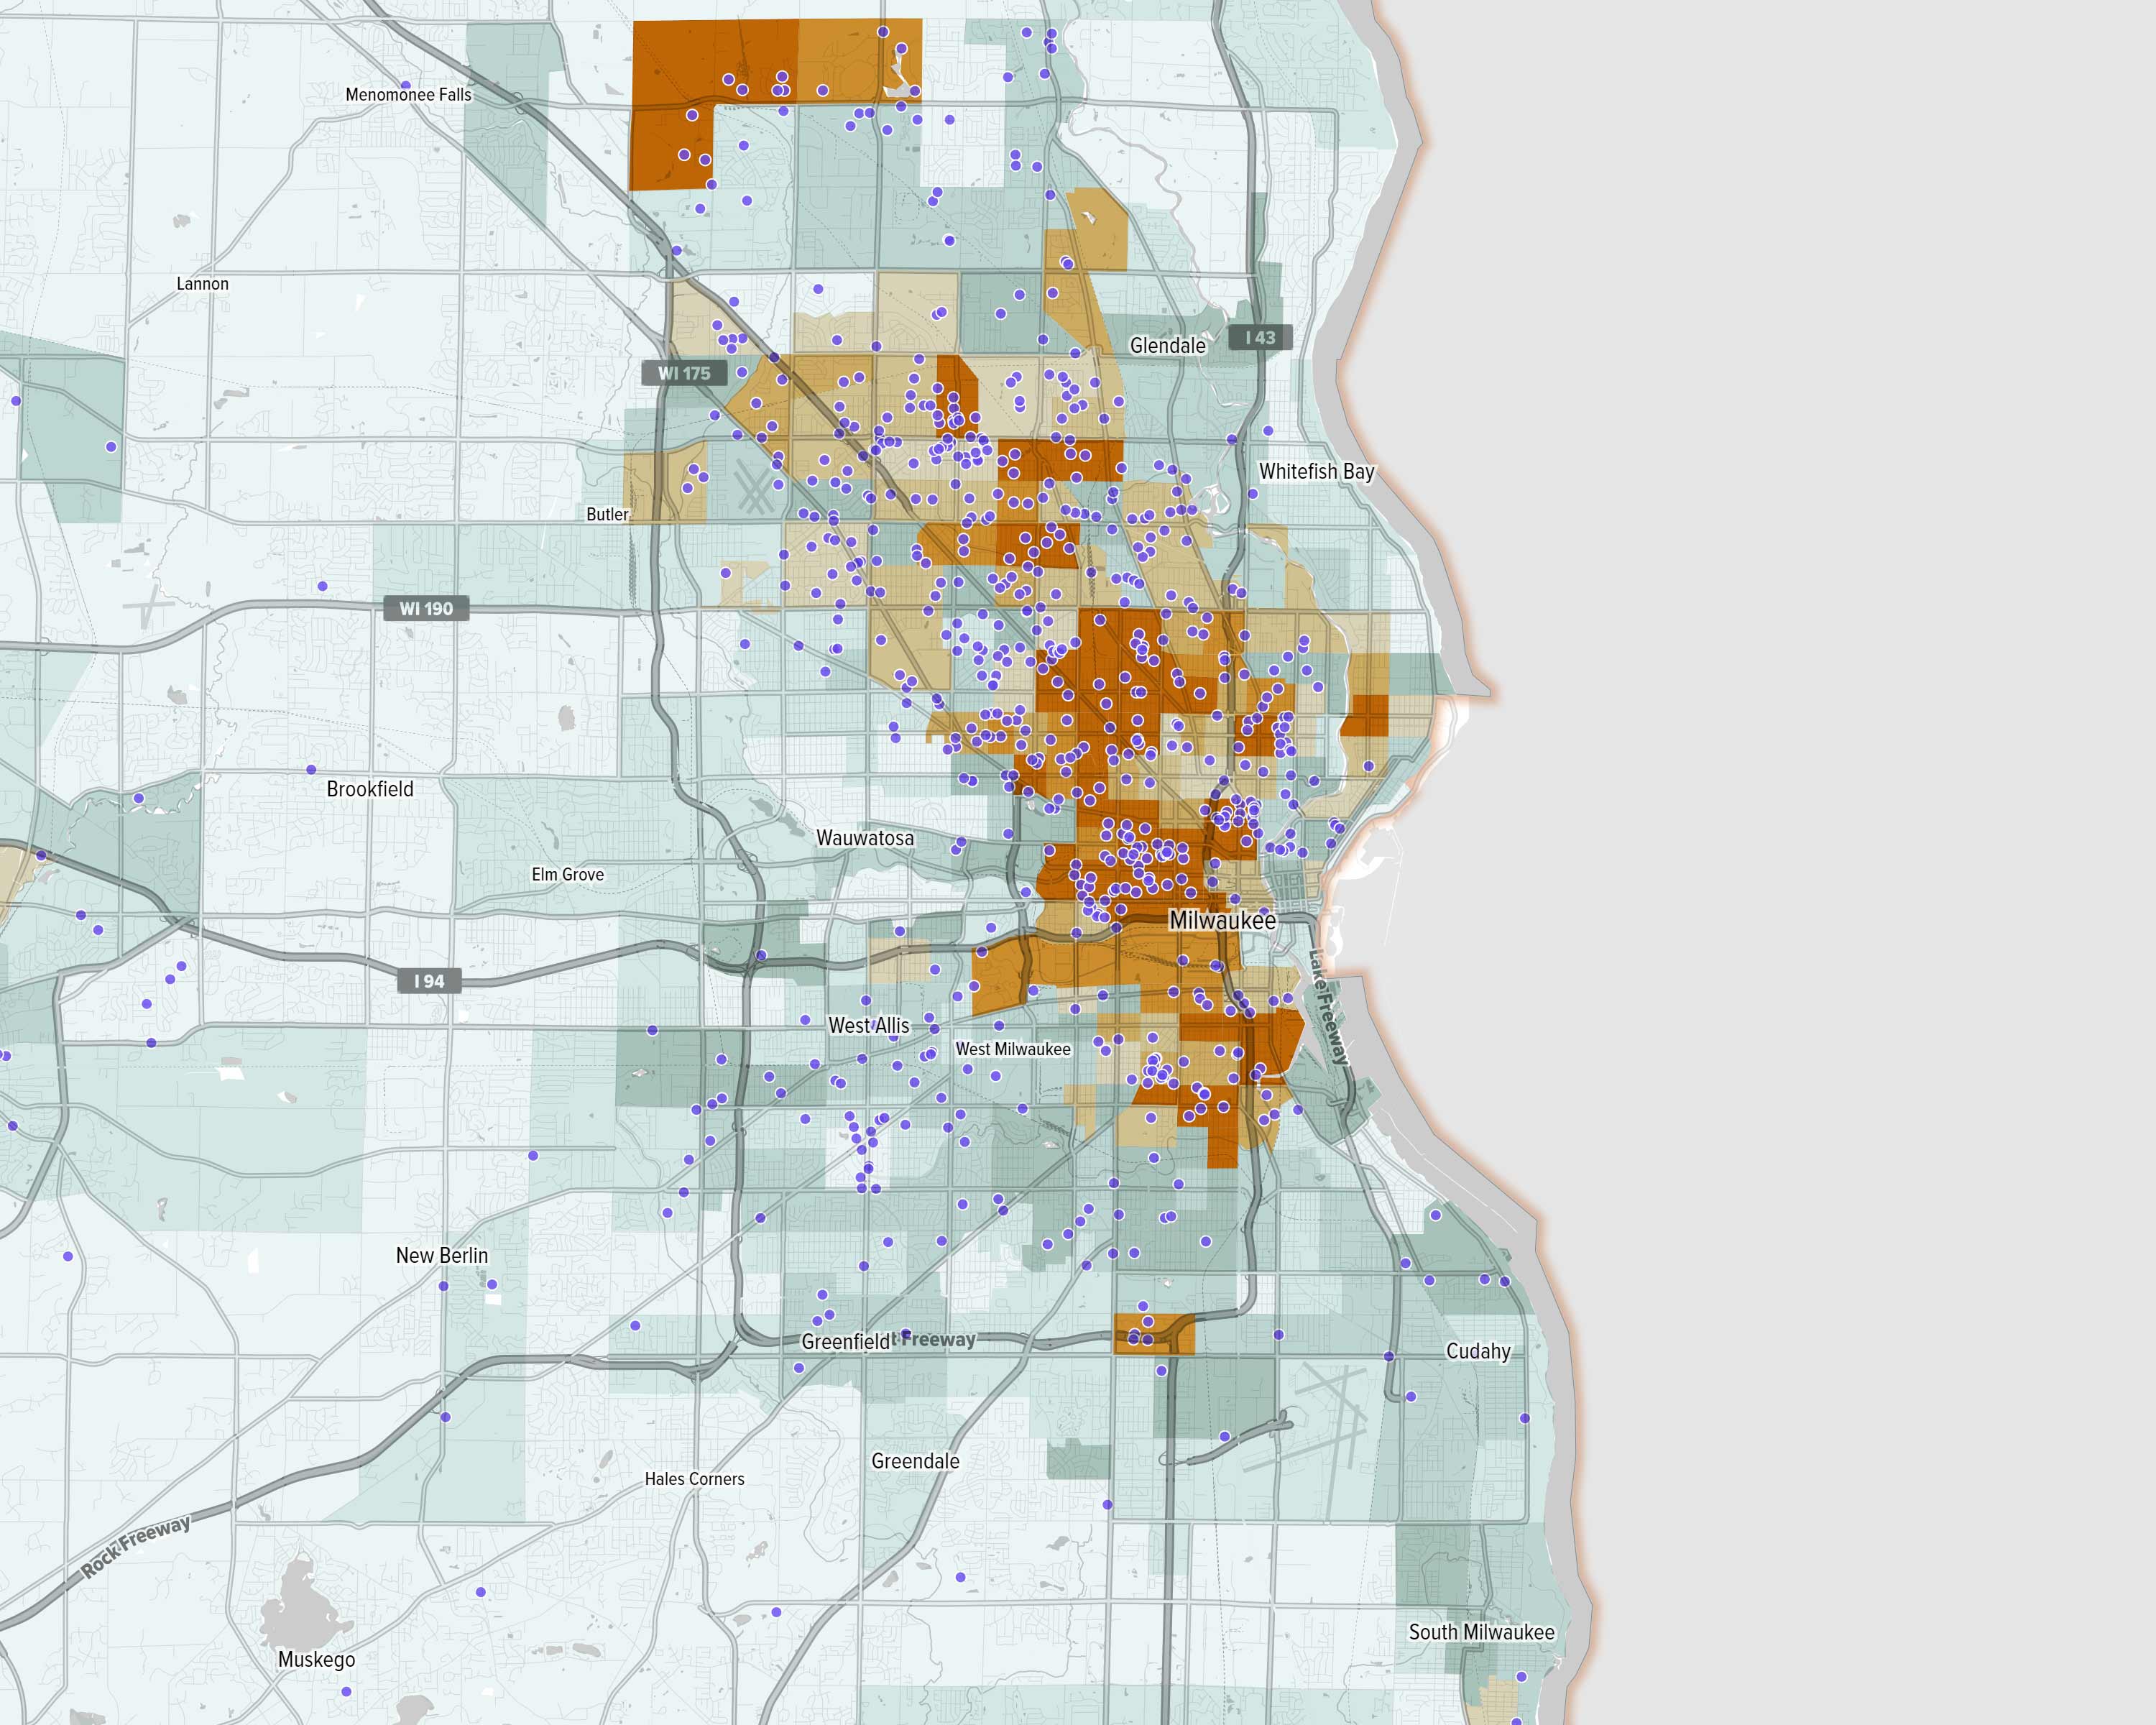 Menomonee Falls
Lannon
I 43
Glendale
WI 175
Whitefish Bay
Butler
WI 190
Brookfield
Wauwatosa
Elm Grove
Milwaukee
I 94
Lake Freeway
West Allis
West Milwaukee
New Berlin
Greenfield
t Freeway
Cudahy
Greendale
Hales Corners
Rock Freeway
South Milwaukee
Muskego